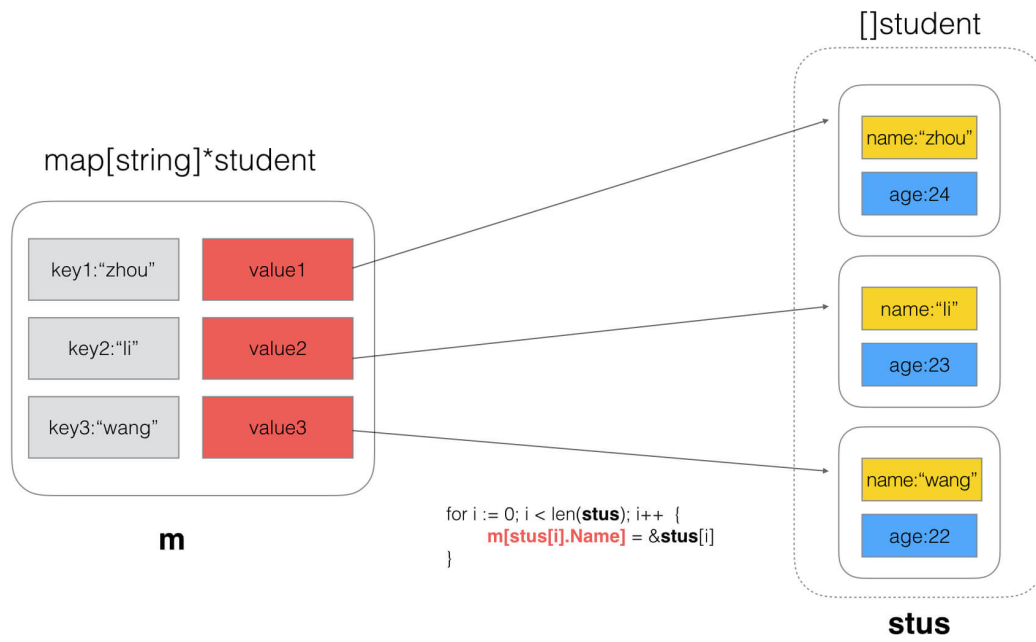 []student
map[string]*student
key1:“zhou”
value1
key2:“li”
value2
key3:“wang”
value3
m
for i := 0; i < len(stus); i++ {
m[stus[i].Name] = &stus[i]
}
name:“zhou”
age:24
name:“li”
age:23
name:“wang”
age:22
stus